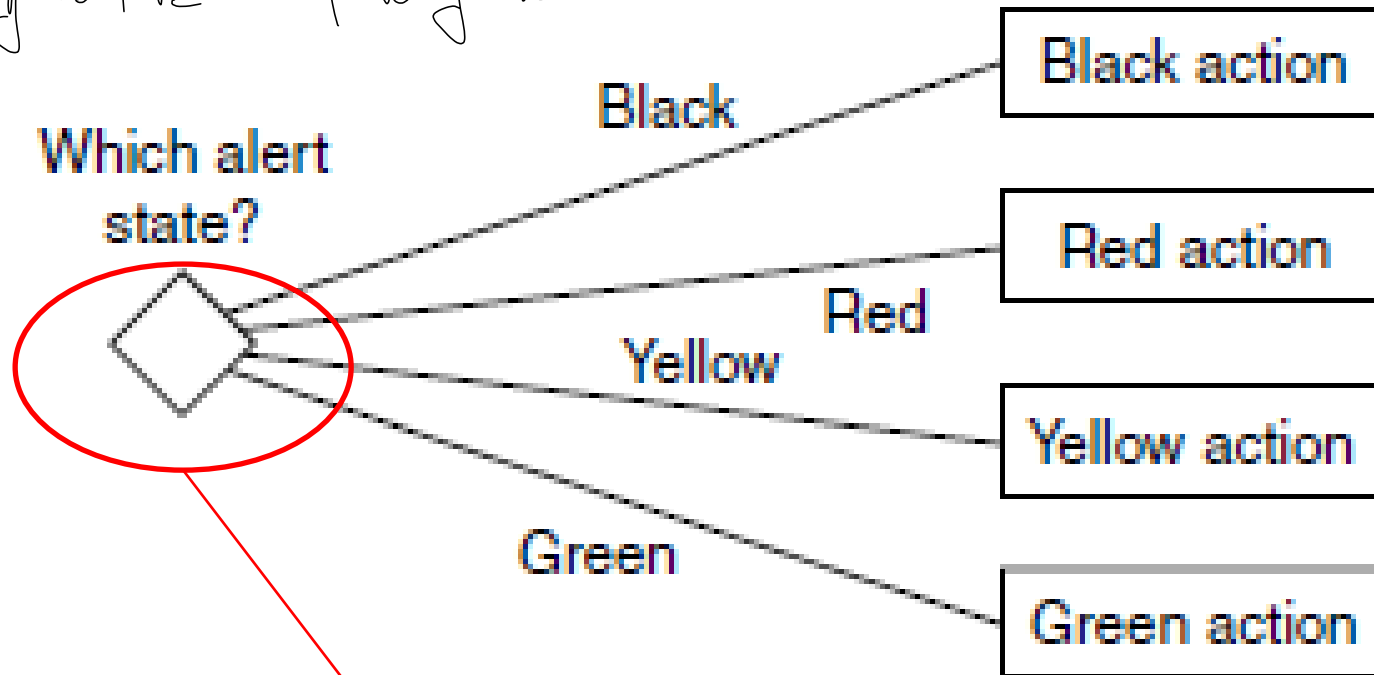 Black action
Black
Which alert
state?
Red action
Red
Yellow
Yellow action
Green
Green action